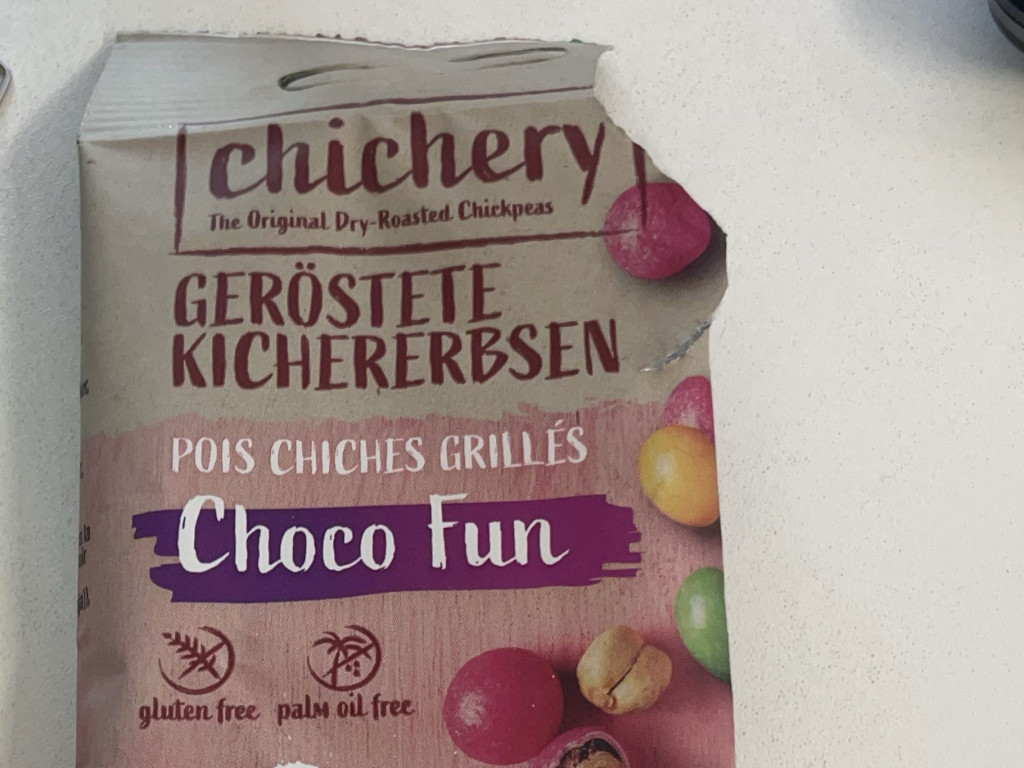 chichery
The Original Dry-Roasted Chickpeas
GERÖSTETE
KICHERERBSEN
POIS CHICHES GRILLÉS
Choco Fun
gluten free palm oil free